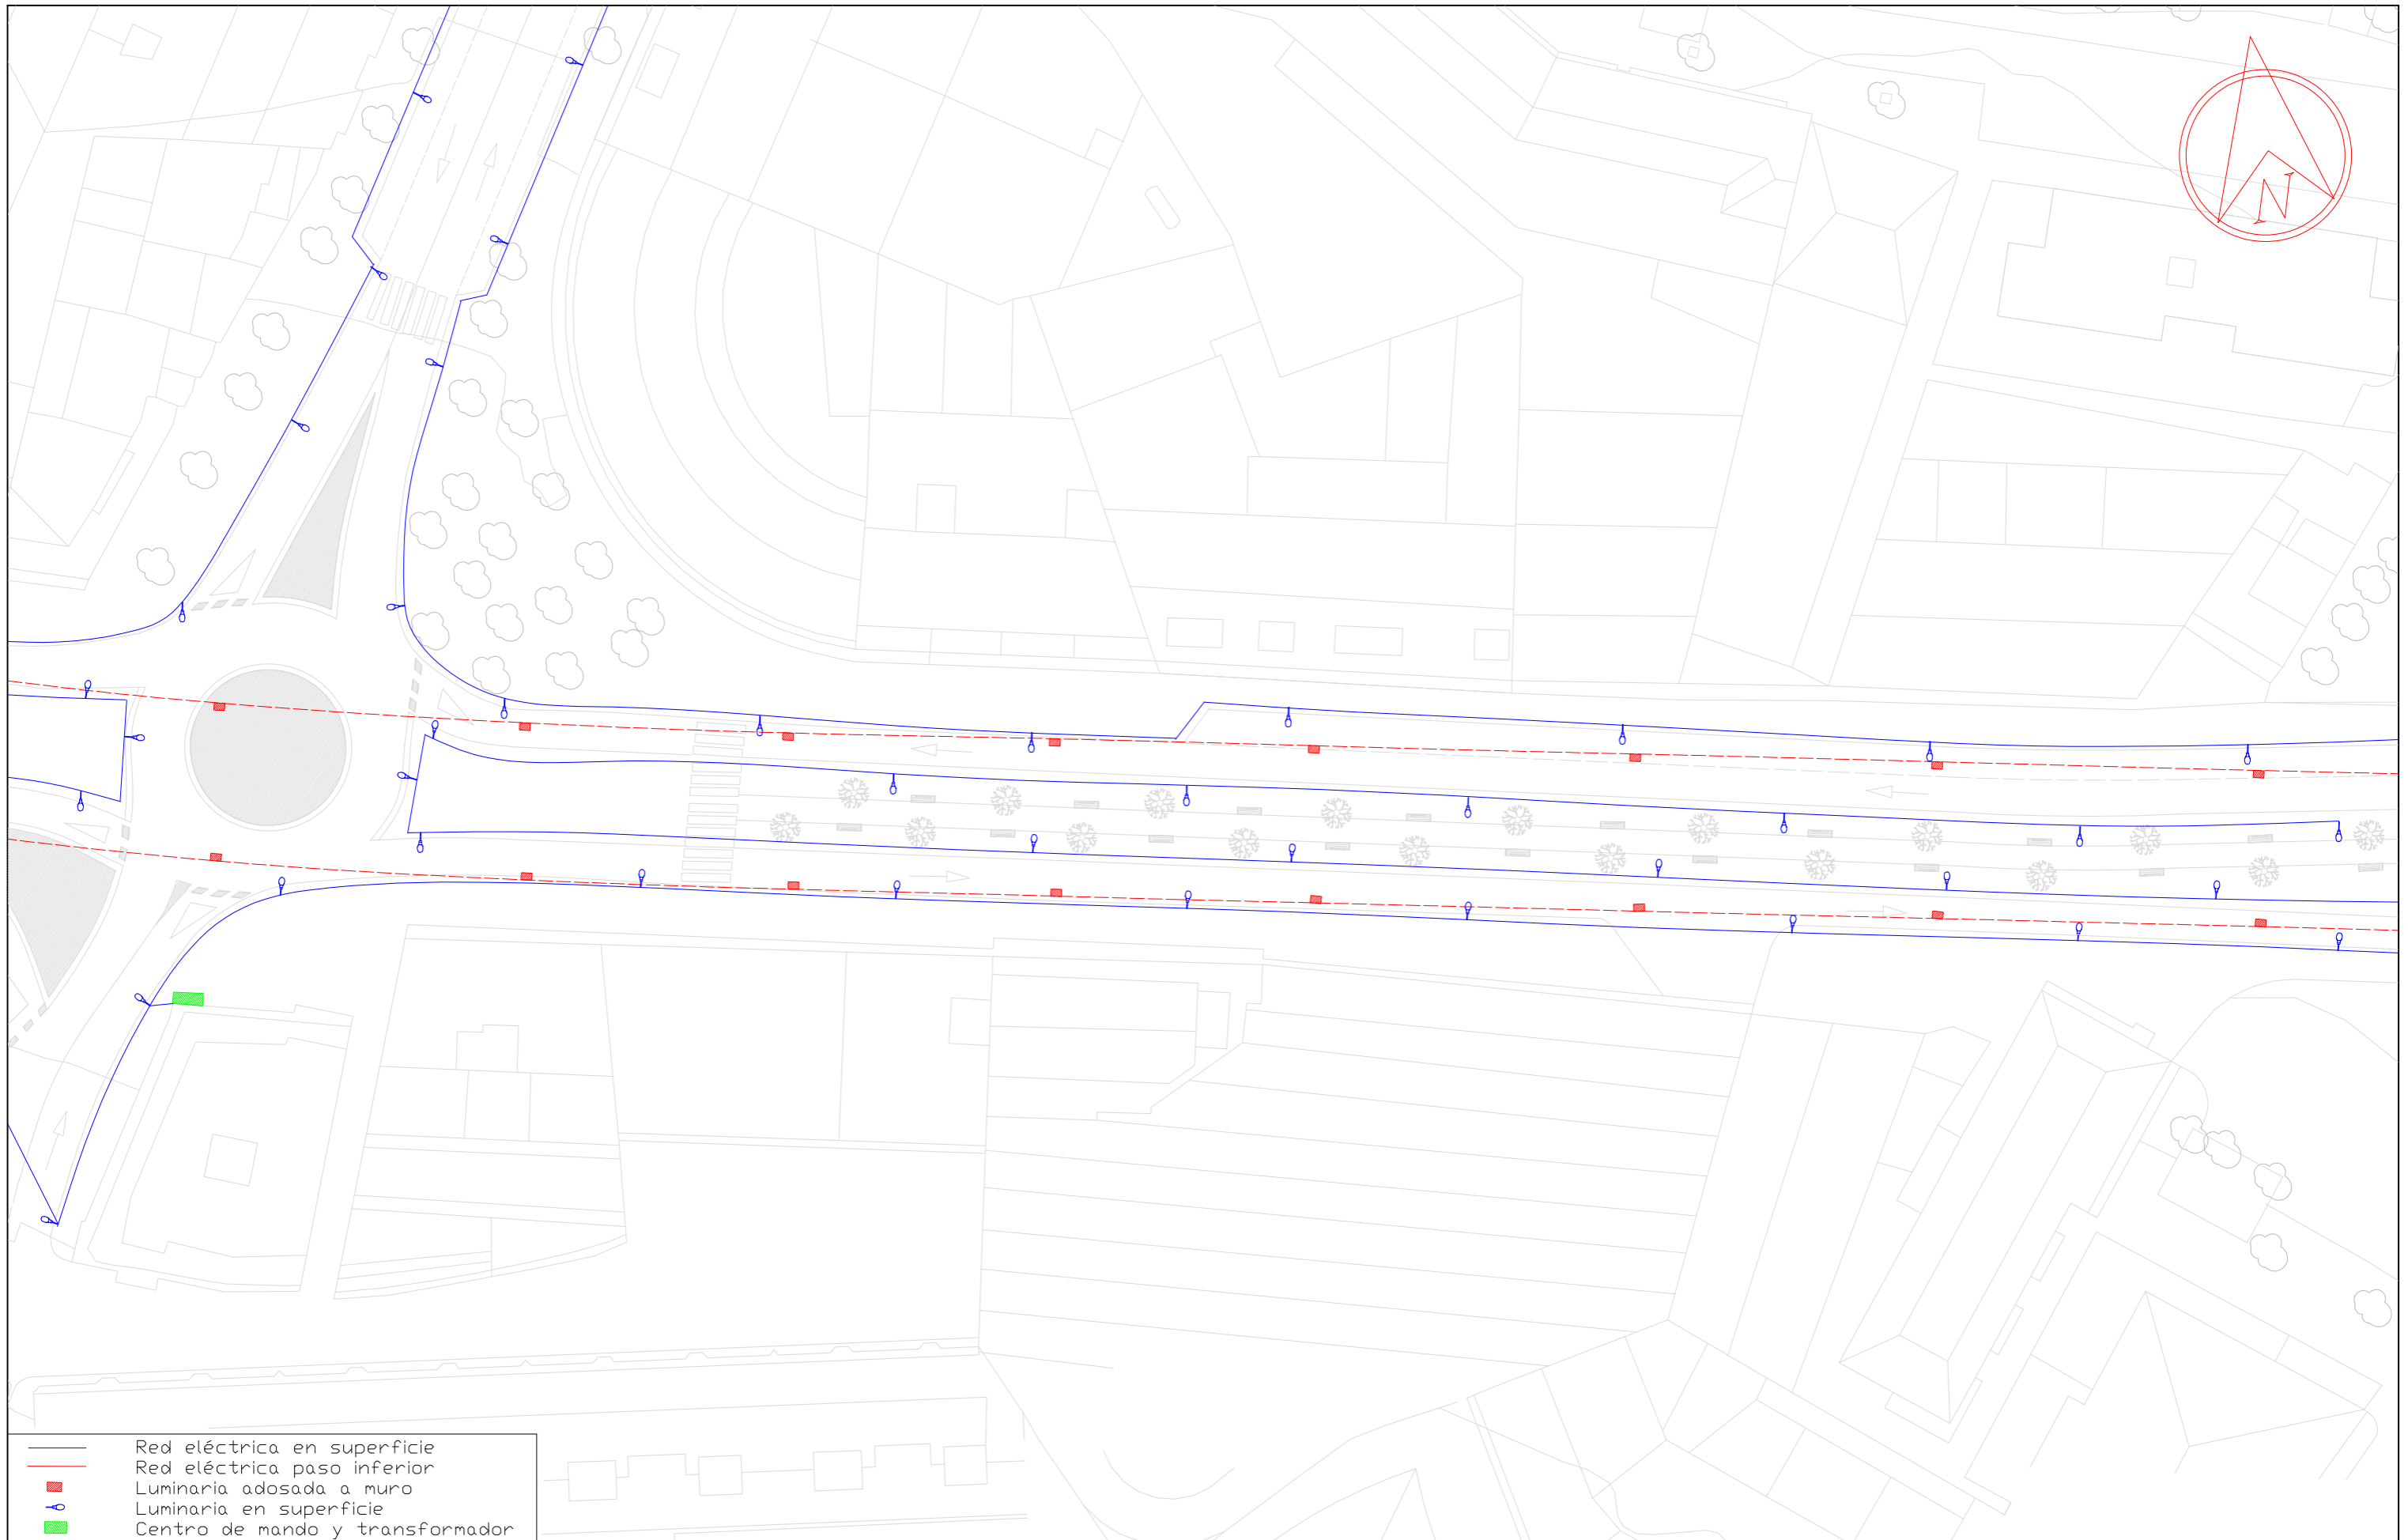 N
Red eléctrica en superficie
Red eléctrica paso inferior
Luminaria adosada a muro
Luminaria en superficie
Centro de mando y transformador